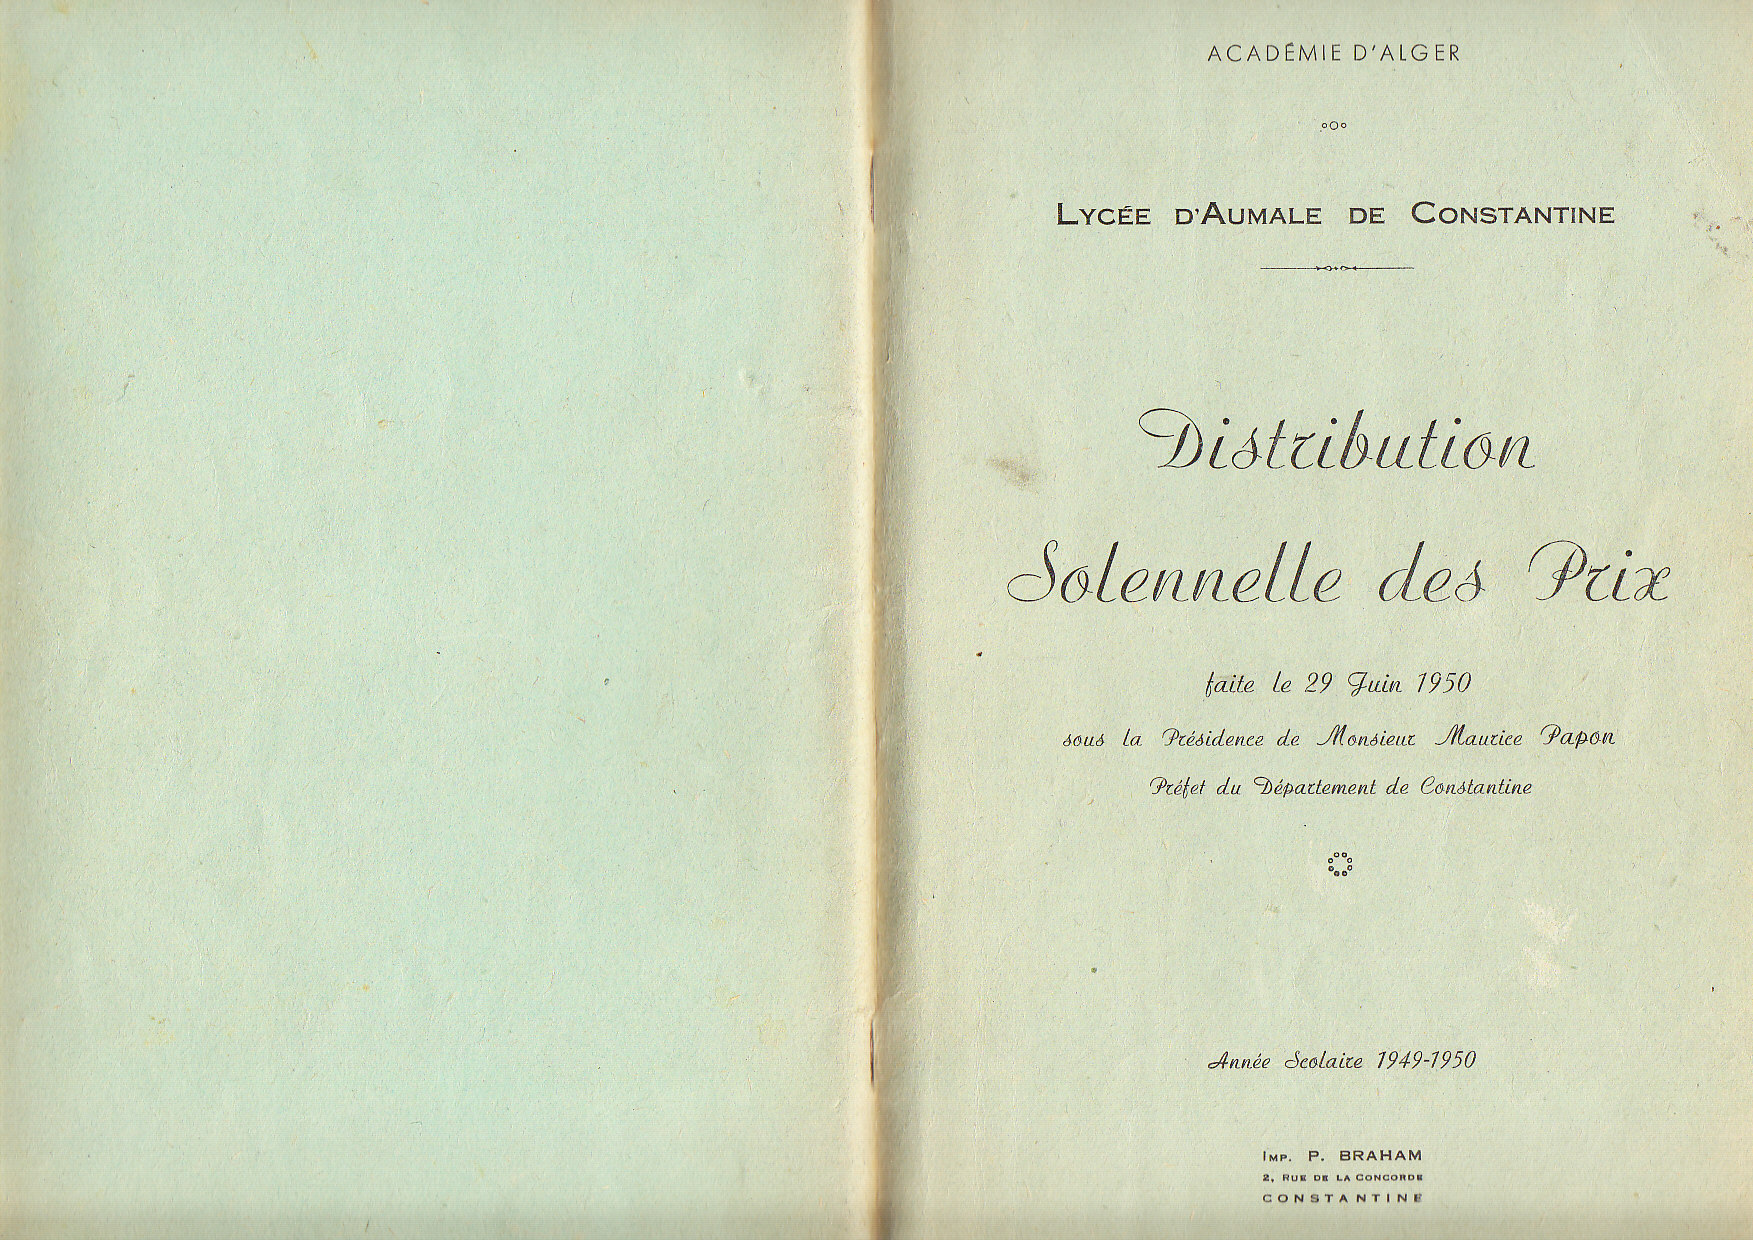 ACADÉMIE D'ALGER
LYCÉE D'AUMALE DE CONSTANTINE
Distribution
Solennelle des Prix
faite le 29 Juin 1950
sous la Présidence de Monsieur Maurice Papon
Préfet du Département de Constantine
Année Scolaire 1949-1950
IMP. P. BRAHAM
2, RUE DE LA CONCORDE
CONSTANTINE